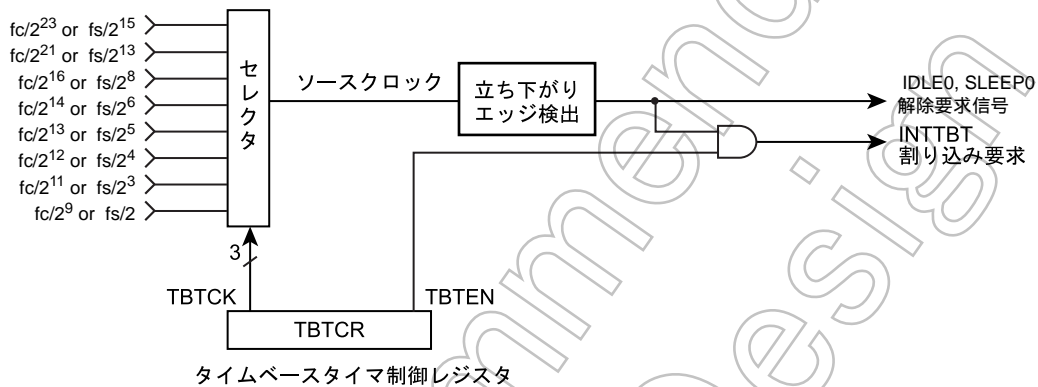 fc/2^23 or fs/2^15
fc/2^21 or fs/2^13
fc/2^16 or fs/2^8
fc/2^14 or fs/2^6
fc/2^13 or fs/2^5
fc/2^12 or fs/2^4
fc/2^11 or fs/2^3
fc/2^9 or fs/2
セレクタ
ソースクロック
立ち下がり
エッジ検出
IDLE0, SLEEP0
解除要求信号
INTTBT
割り込み要求
3
TBTCK
TBTEN
TBTCR
タイムベースタイマ制御レジスタ